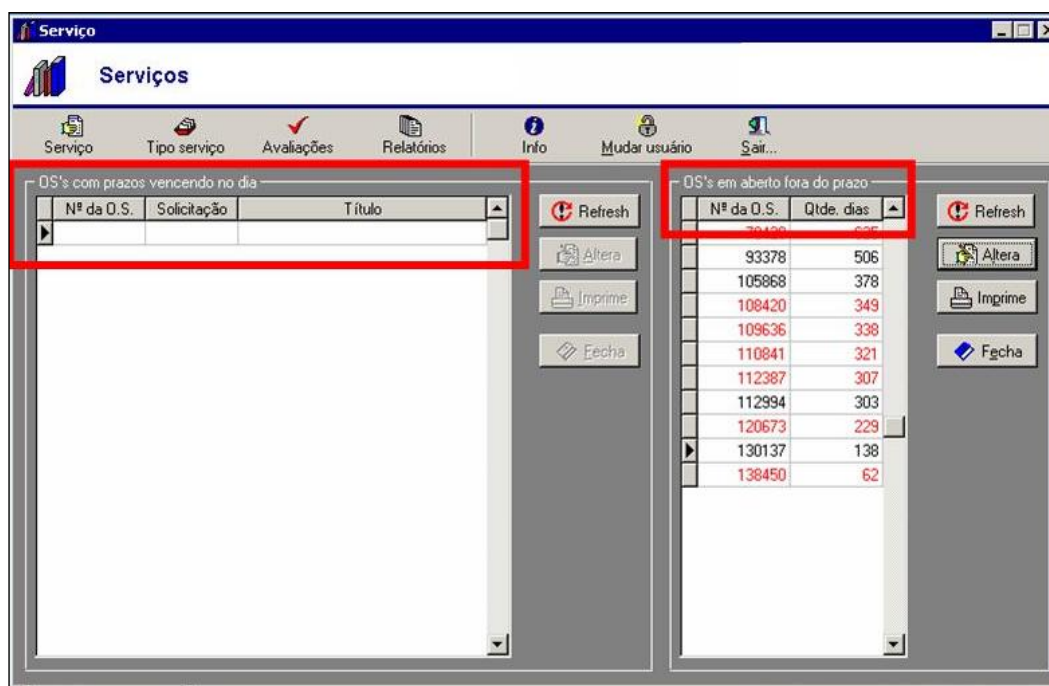 Serviço
Serviços
Serviço Tipo serviço Avaliações Relatórios Info Mudar usuário Sair...
OS's com prazos vencendo no dia
Nº da O.S. Solicitação Título
Refresh
Altera
Imprime
Fecha
OS's em aberto fora do prazo
Nº da O.S. Qtde. dias
93378 506
105868 378
108420 349
109636 338
110841 321
112387 307
112994 303
120673 229
130137 138
138450 62
Refresh
Altera
Imprime
Fecha